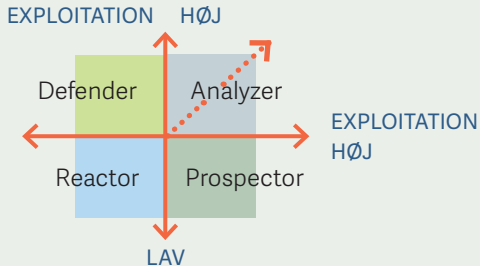 EXPLOITATION HØJ
Defender Analyzer
EXPLOITATION
HØJ
Reactor Prospector
LAV